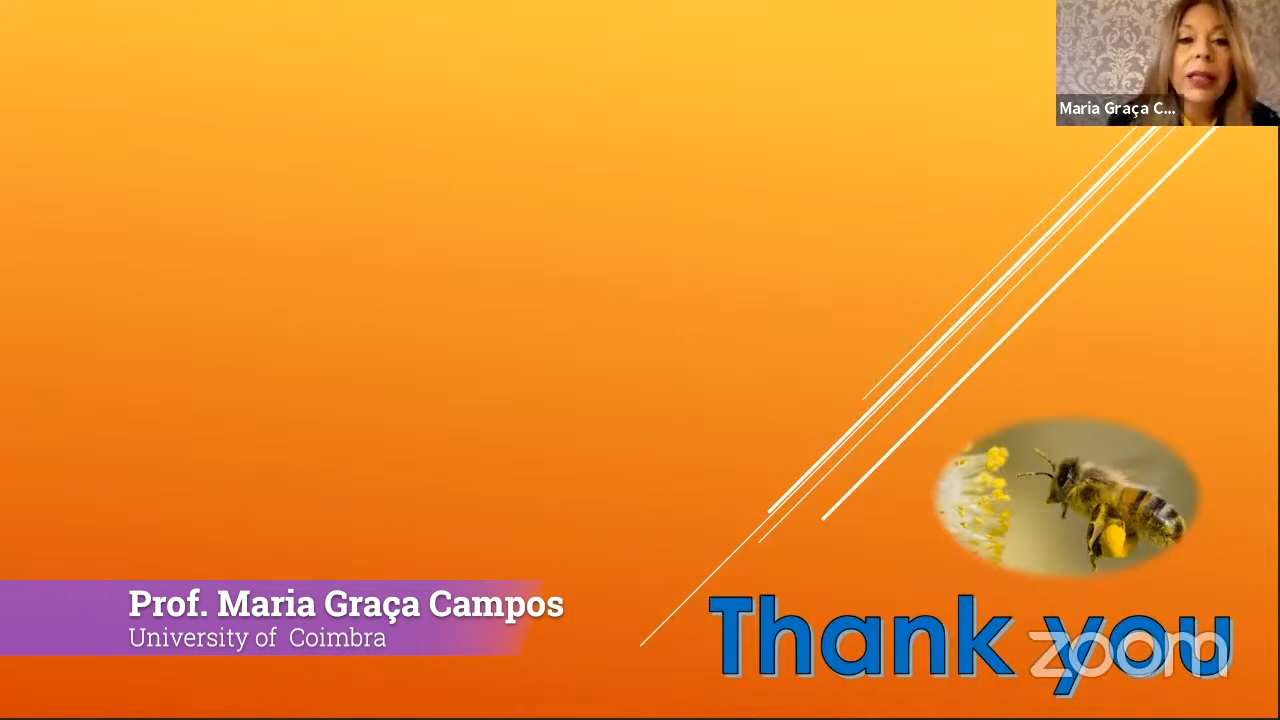 Maria Graça C...
Prof. Maria Graça Campos
University of Coimbra
Thank you
zoom